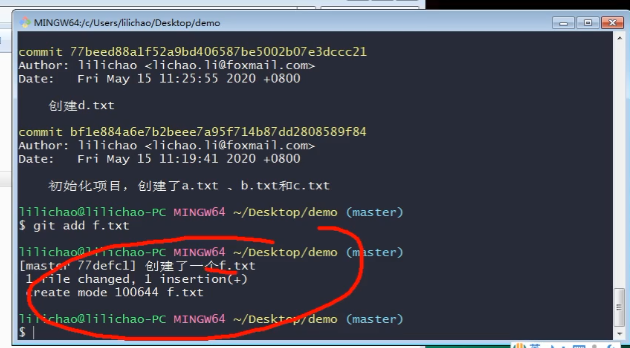 MINGW64:/c/Users/lilichao/Desktop/demo
commit 77beed88a1f52a9bd406587be5002b07e3dccc21
Author: lilichao <lichao.li@foxmail.com>
Date:   Fri May 15 11:25:55 2020 +0800
创建d.txt
commit bf1e884a6e7b2beee7a95f714b87dd2808589f84
Author: lilichao <lichao.li@foxmail.com>
Date:   Fri May 15 11:19:41 2020 +0800
初始化项目，创建了a.txt 、b.txt和c.txt
lilichao@lilichao-PC MINGW64 ~/Desktop/demo (master)
$ git add f.txt
lilichao@lilichao-PC MINGW64 ~/Desktop/demo (master)
[master 77defc1] 创建了一个f.txt
1 file changed, 1 insertion(+)
create mode 100644 f.txt
lilichao@lilichao-PC MINGW64 ~/Desktop/demo (master)
$
英